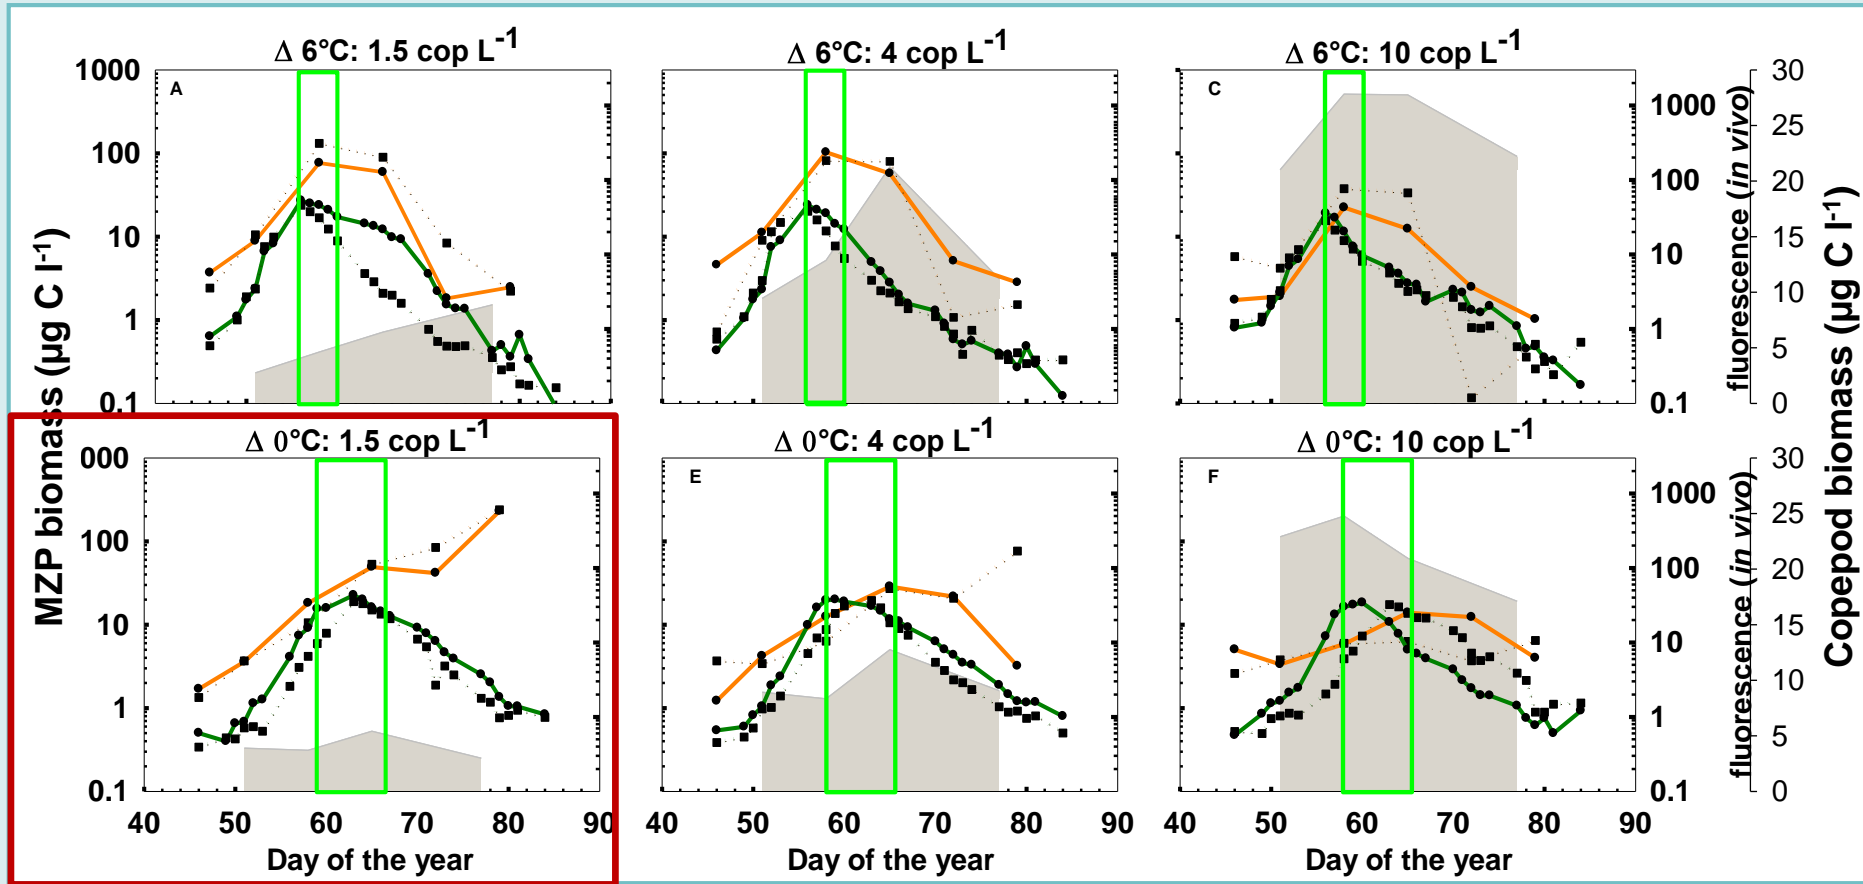 Δ 6°C: 1.5 cop L-1
Δ 6°C: 4 cop L-1
Δ 6°C: 10 cop L-1
A
C
1000
100
10
1
0.1
1000
100
10
1
0.1
30
25
20
15
10
5
0
MZP biomass (µg C l-1)
fluorescence (in vivo)
Copepod biomass (µg C l-1)
Δ 0°C: 1.5 cop L-1
Δ 0°C: 4 cop L-1
Δ 0°C: 10 cop L-1
E
F
000
100
10
1
0.1
1000
100
10
1
0.1
30
25
20
15
10
5
0
fluorescence (in vivo)
40 50 60 70 80 90
40 50 60 70 80 90
40 50 60 70 80 90
Day of the year
Day of the year
Day of the year